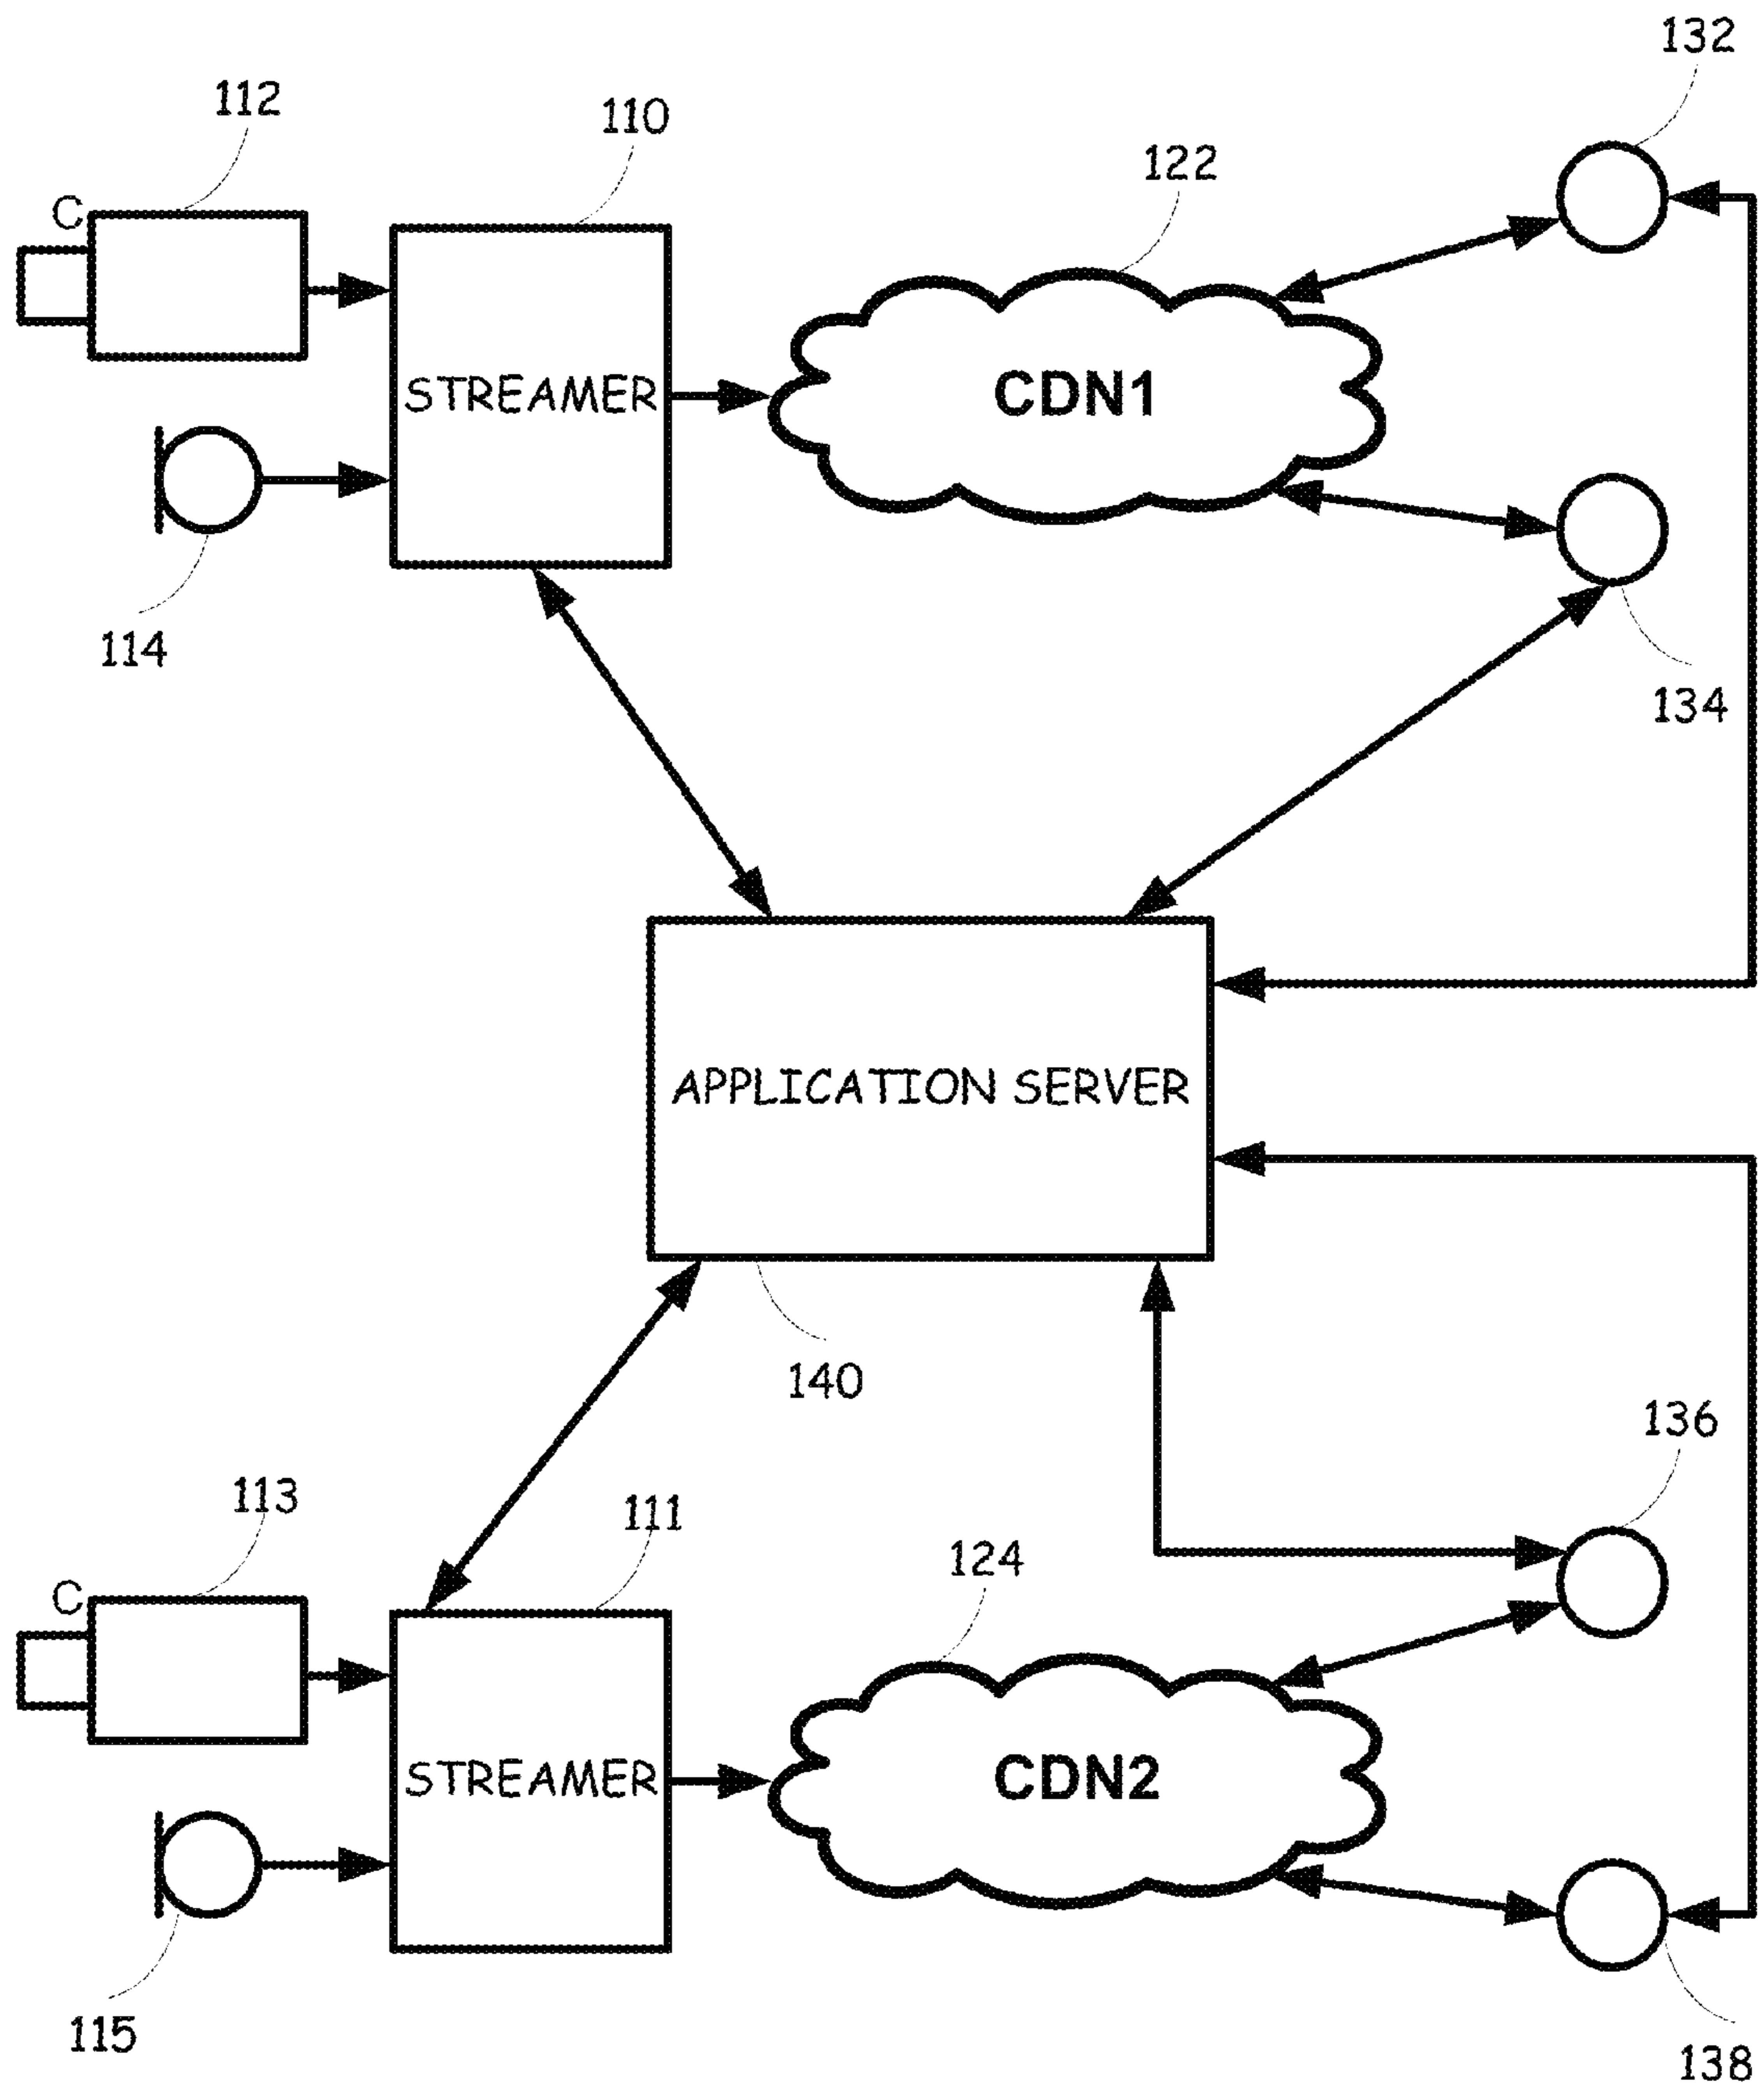 132
112
110
122
C
STREAMER
CDN1
114
134
APPLICATION SERVER
140
136
113
111
124
C
STREAMER
CDN2
115
138